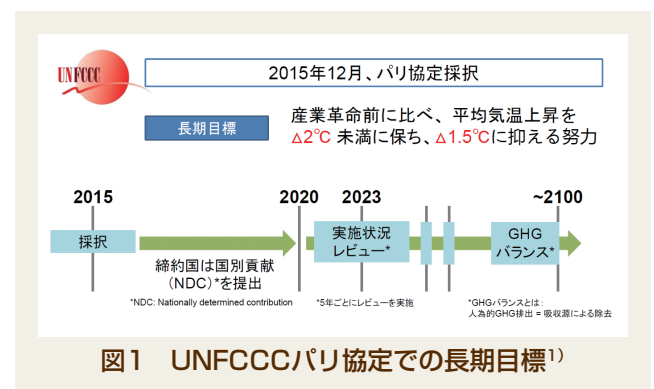 UNFCCC
2015年12月、パリ協定採択
長期目標
産業革命前に比べ、平均気温上昇を
△2℃ 未満に保ち、△1.5℃に抑える努力
2015
2020
2023
~2100
採択
実施状況
レビュー*
GHG
バランス*
締約国は国別貢献
（NDC）*を提出
*NDC: Nationally determined contribution
*5年ごとにレビューを実施
*GHGバランスとは：
人為的GHG排出 = 吸収源による除去
図1　UNFCCCパリ協定での長期目標1)